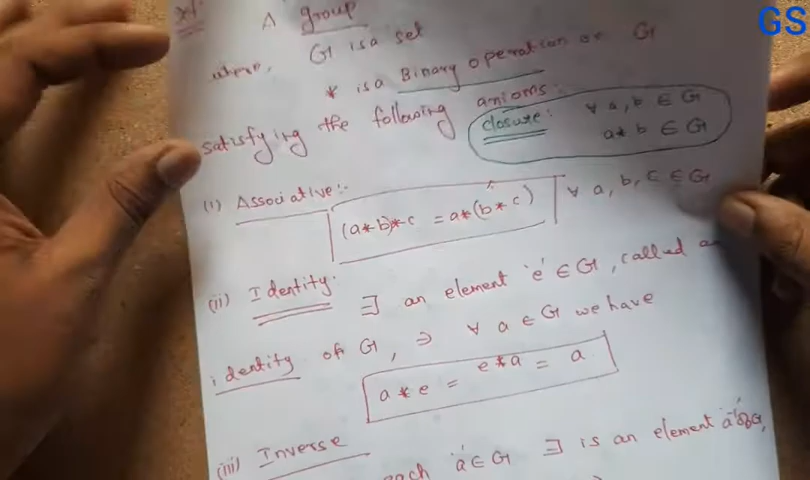 GS
A group
where, G is a set
* is a Binary operation on G
satisfying the following axioms.
closure: ∀ a, b ∈ G
a * b ∈ G
(i) Associative:
(a*b)*c = a*(b*c) ∀ a, b, c ∈ G
(ii) Identity.
∃ an element 'e' ∈ G, called an
identity of G, ∋ ∀ a ∈ G we have
a * e = e * a = a
(iii) Inverse
each 'a' ∈ G ∃ is an element